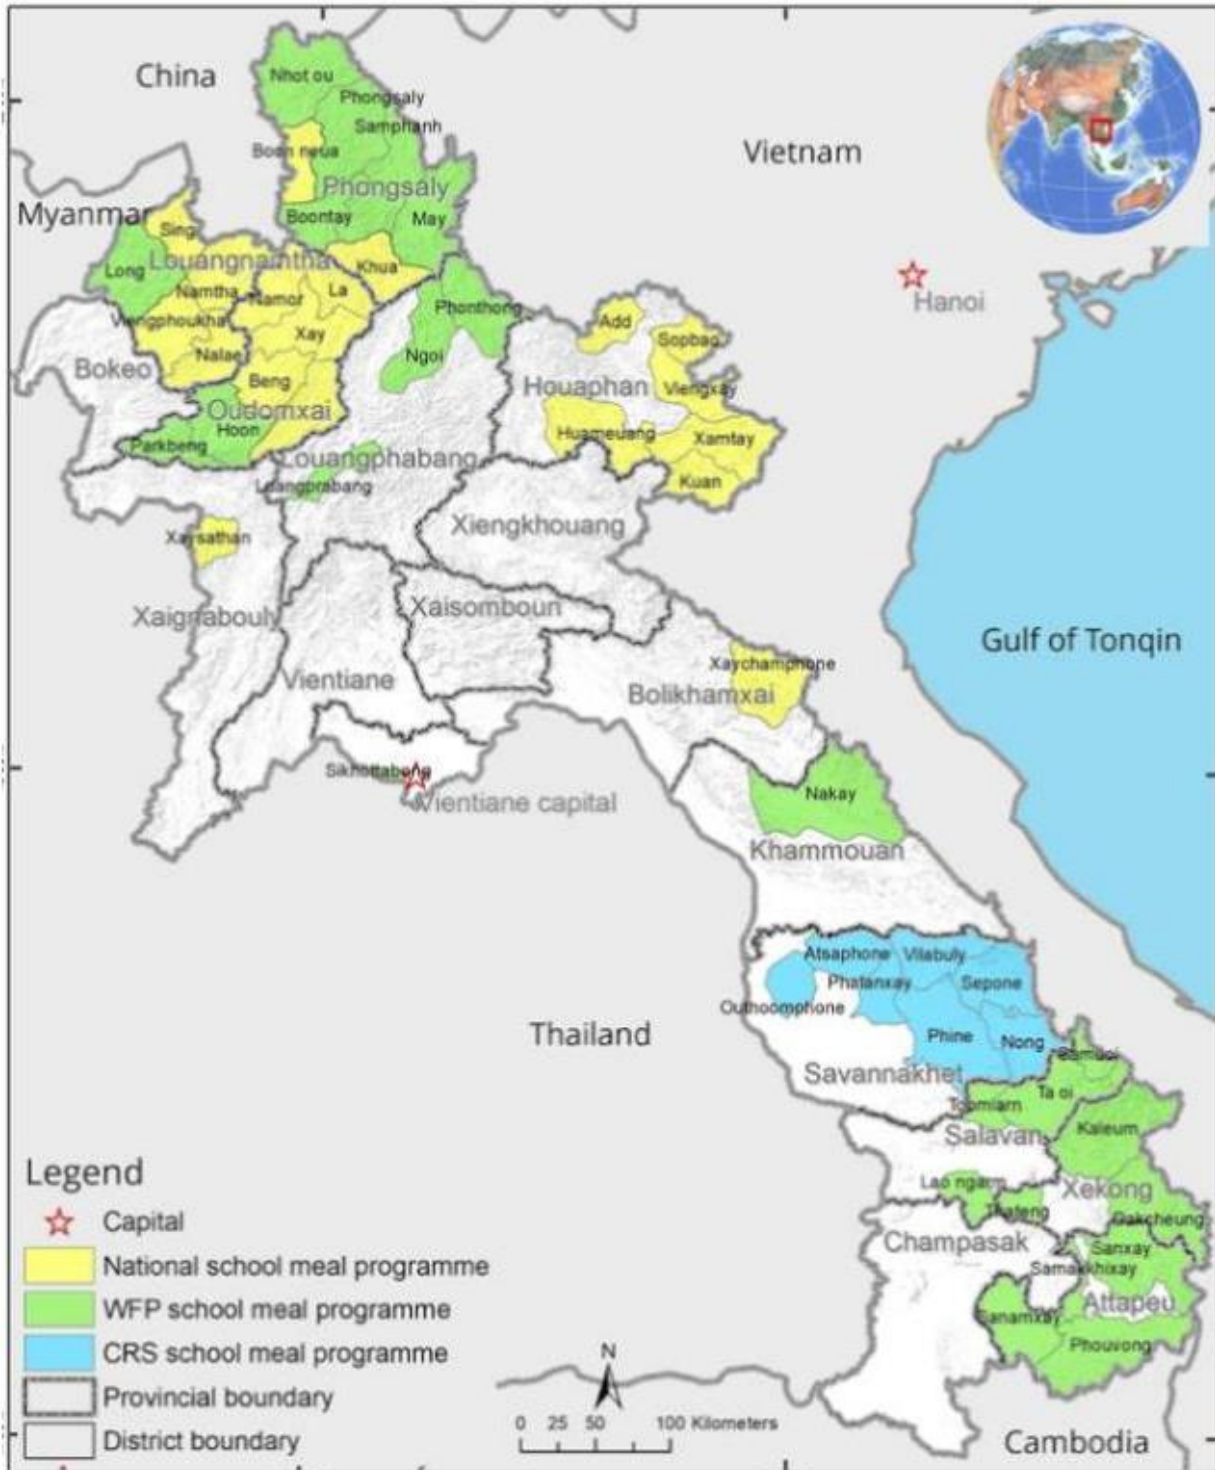 China
Nhot ou
Phongsaly
Samphanh
Vietnam
Boun neua
Phongsaly
Myanmar
Boontay
May
Sing
Long
Louangnamtha
Khua
Hanoi
Namtha
Namor
La
Phonthong
Viengphoukha
Xay
Add
Sopbao
Nalae
Ngoi
Bokeo
Beng
Houaphan
Viengxay
Oudomxai
Hoon
Parkbeng
Huameuang
Xamtay
Louangphabang
Luangprabang
Kuan
Xaysathan
Xiengkhouang
Xaignabouly
Xaisomboun
Gulf of Tonqin
Vientiane
Xaychamphone
Bolikhamxai
Sikhottabong
Vientiane capital
Nakay
Khammouan
Atsaphone
Vilabuly
Phalanxay
Sepone
Outhoomphone
Thailand
Phine
Nong
Samuoi
Savannakhet
Ta oi
Toomlarn
Salavan
Kaleum
Lao ngarm
Xekong
Thateng
Dakcheung
Champasak
Sanxay
Samakkhixay
Attapeu
Sanamxay
Phouvong
Cambodia
Legend
Capital
National school meal programme
WFP school meal programme
CRS school meal programme
Provincial boundary
District boundary
N
0 25 50 100 Kilometers